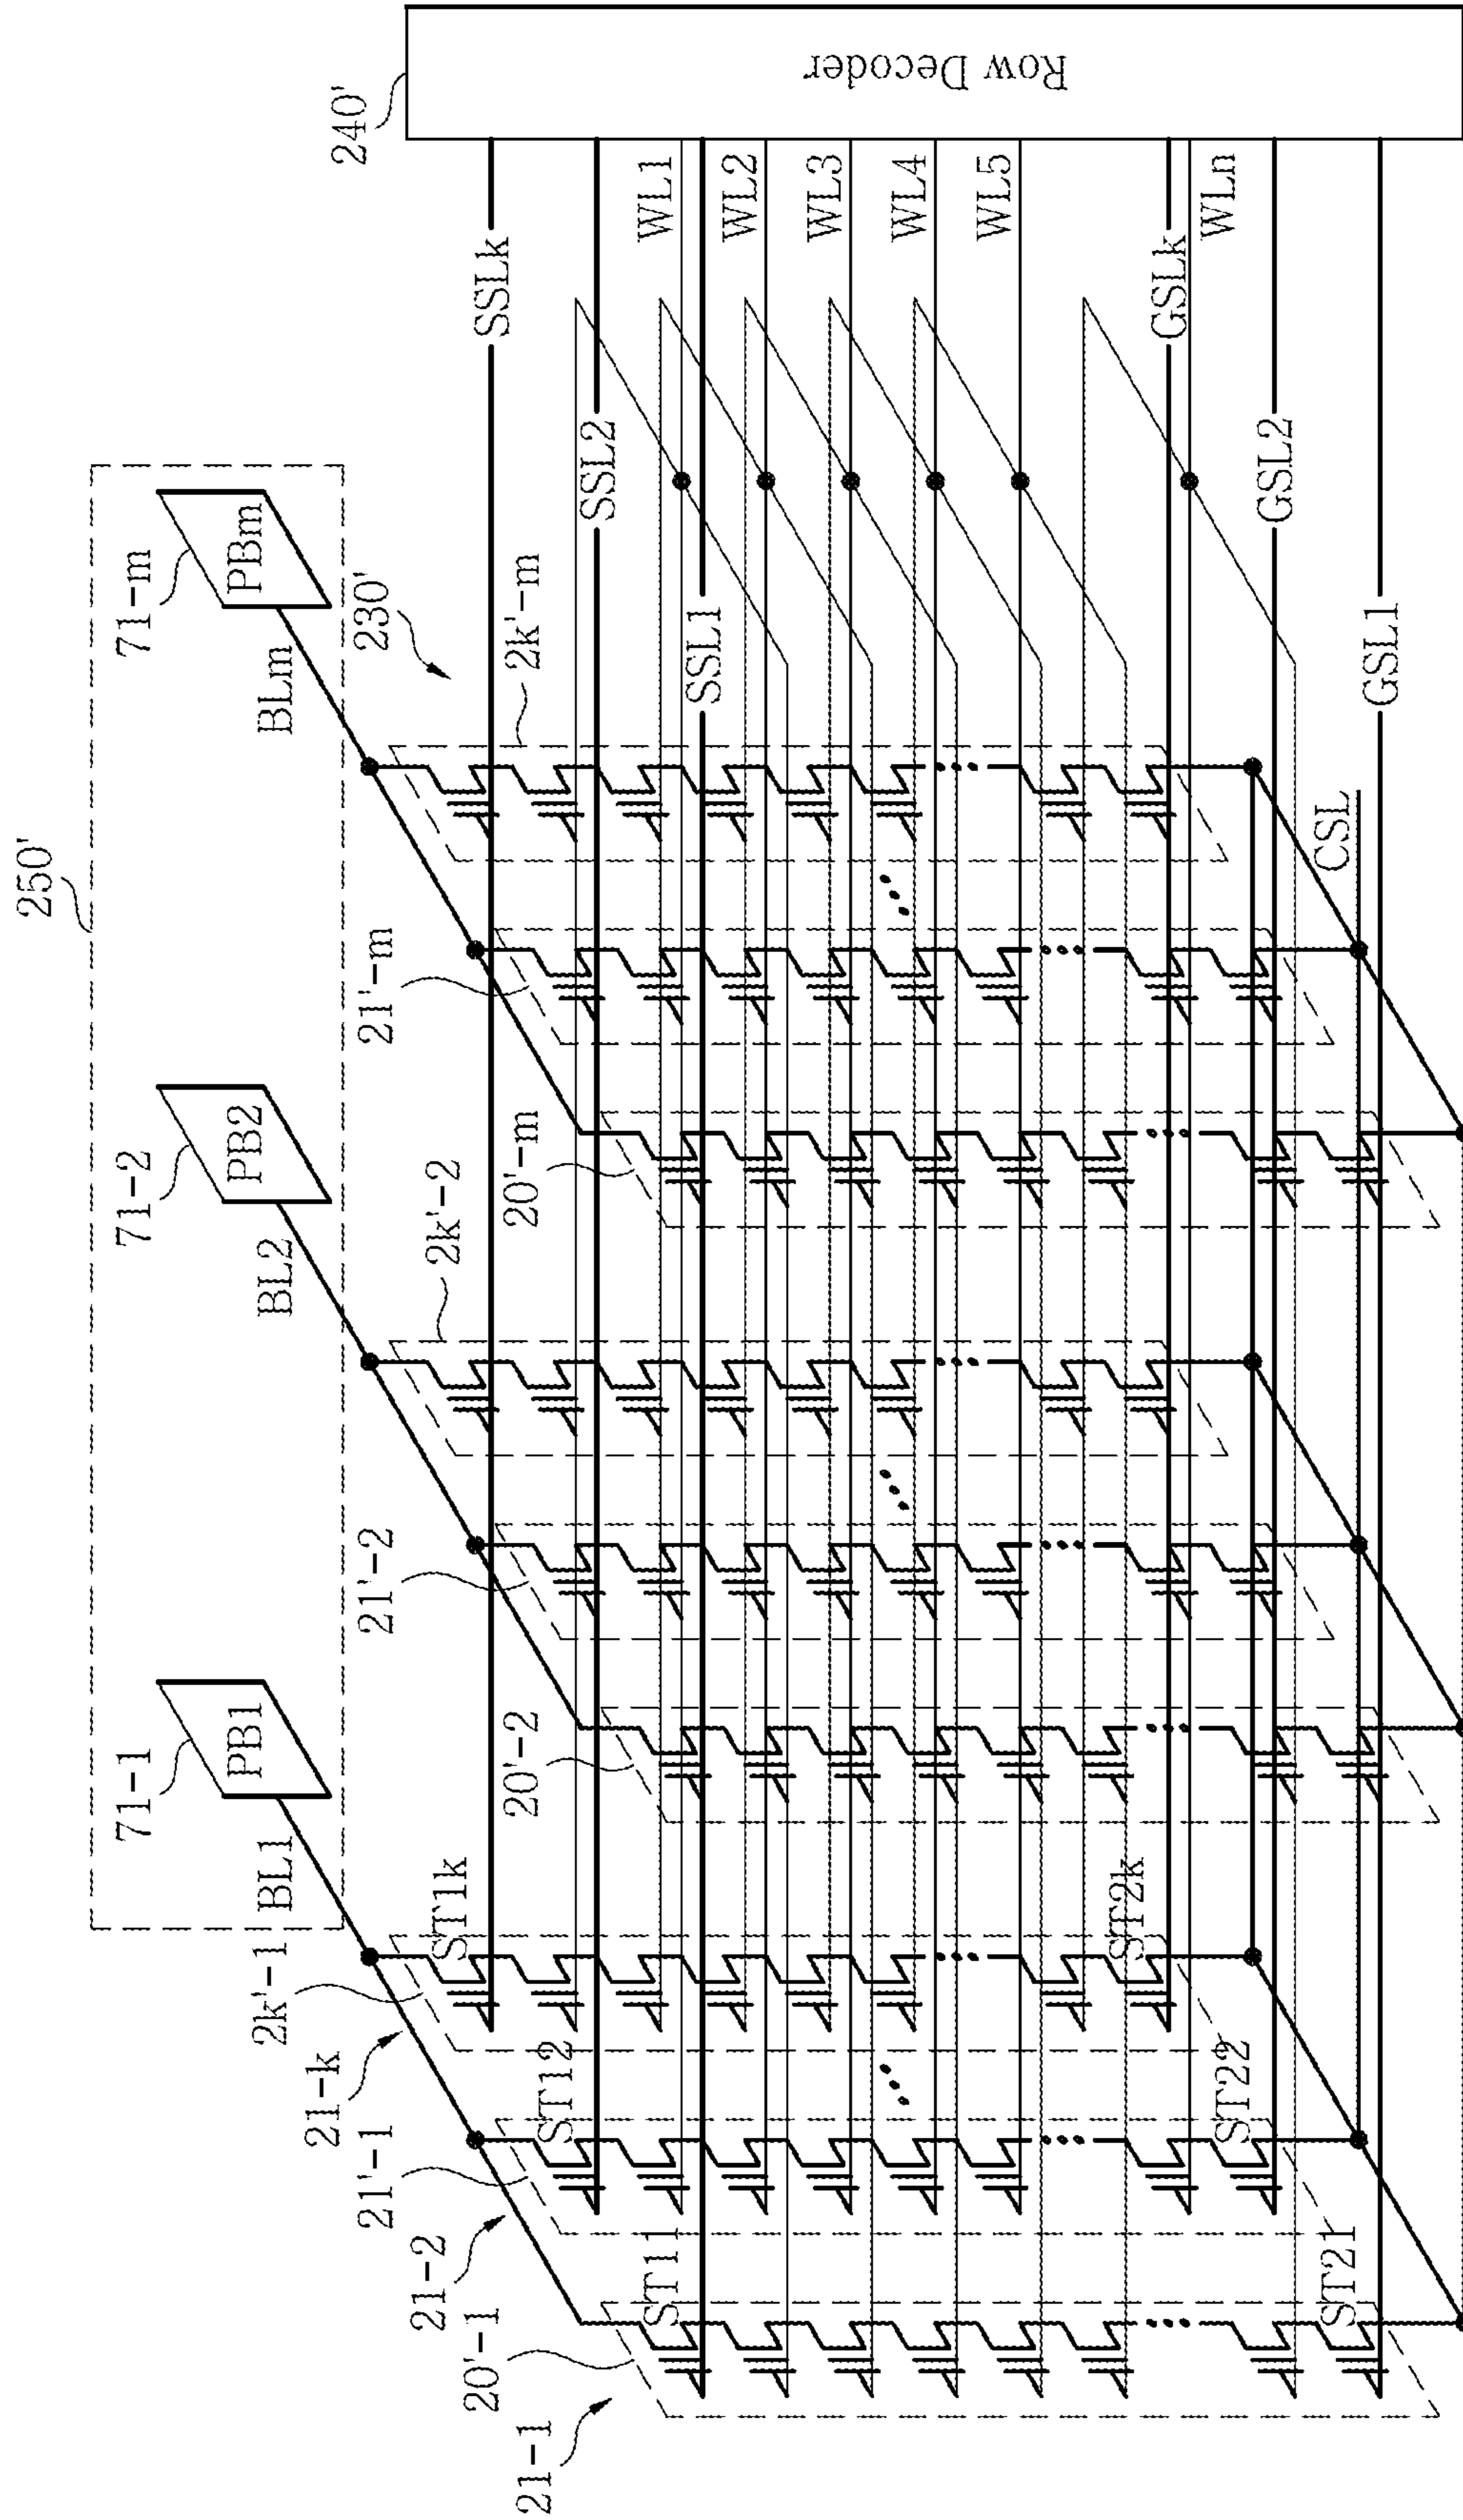 250'
71-1
PB1
BL1
71-2
PB2
BL2
71-m
PBm
BLm
240'
Row Decoder
230'
21-k
2k'-1
2k'-2
2k'-m
21-2
21'-1
21'-2
21'-m
21-1
20'-1
20'-2
20'-m
ST1k
ST12
ST11
ST2k
ST22
ST21
SSLk
SSL2
SSL1
WL1
WL2
WL3
WL4
WL5
GSLk
WLn
GSL2
GSL1
CSL